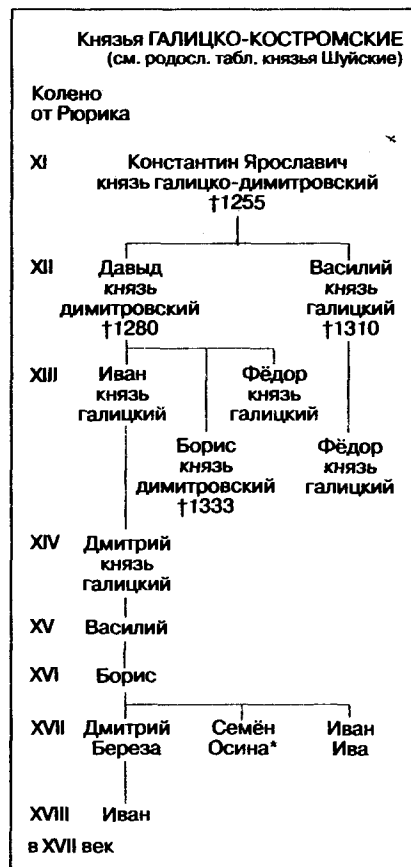 Князья ГАЛИЦКО-КОСТРОМСКИЕ
(см. родосл. табл. князья Шуйские)
Колено
от Рюрика
XI Константин Ярославич
князь галицко-димитровский
†1255
XII Давыд Василий
князь князь
димитровский галицкий
†1280 †1310
XIII Иван Фёдор
князь князь
галицкий галицкий
Борис Фёдор
князь князь
димитровский галицкий
†1333
XIV Дмитрий
князь
галицкий
XV Василий
XVI Борис
XVII Дмитрий Семён Иван
Береза Осина* Ива
XVIII Иван
в XVII век